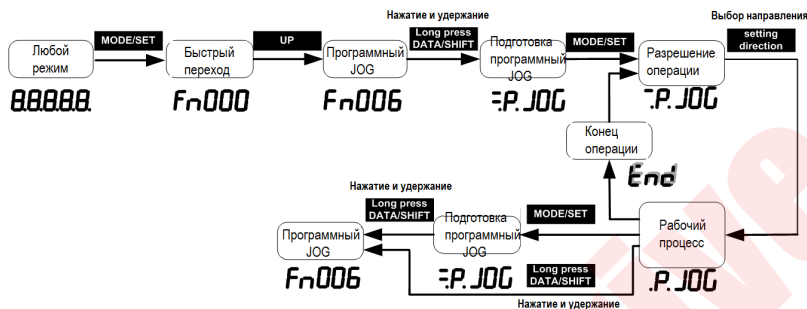 Нажатие и удержание
Выбор направления
Любой
режим
MODE/SET
Быстрый
переход
UP
Программный
JOG
Long press
DATA/SHIFT
Подготовка
программный
JOG
MODE/SET
Разрешение
операции
setting
direction
8.8.8.8.8.
Fn000
Fn006
P.JOG
P.JOG
Конец
операции
End
Нажатие и удержание
Программный
JOG
Long press
DATA/SHIFT
Подготовка
программный
JOG
MODE/SET
Рабочий
процесс
Fn006
P.JOG
Long press
DATA/SHIFT
.P.JOG
Нажатие и удержание